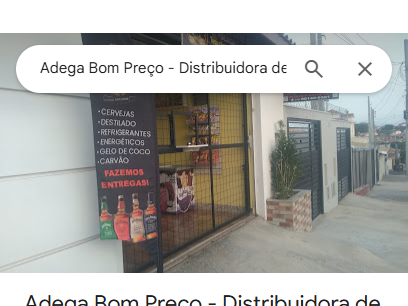 Adega Bom Preço - Distribuidora de
• CERVEJAS
• DESTILADO
• REFRIGERANTES
• ENERGÉTICOS
• GELO DE COCO
• CARVÃO
FAZEMOS
ENTREGAS!
Adega Bom Preço - Distribuidora de